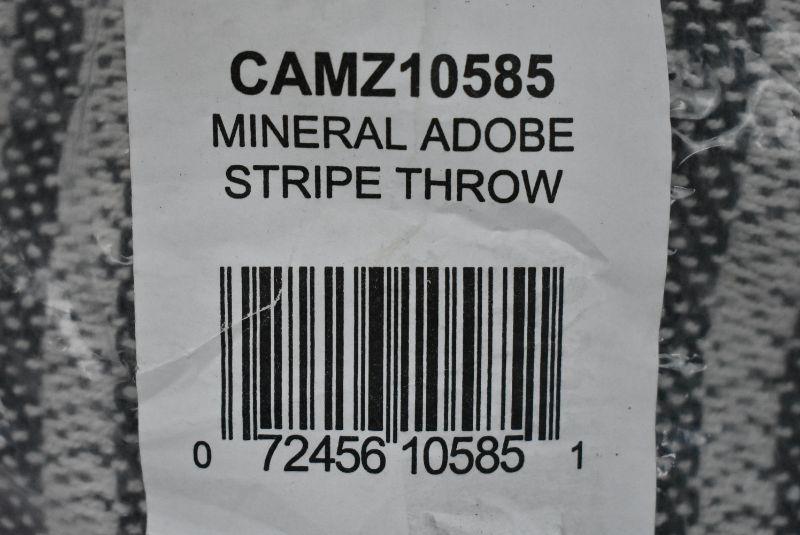 CAMZ10585
MINERAL ADOBE
STRIPE THROW
0 72456 10585 1